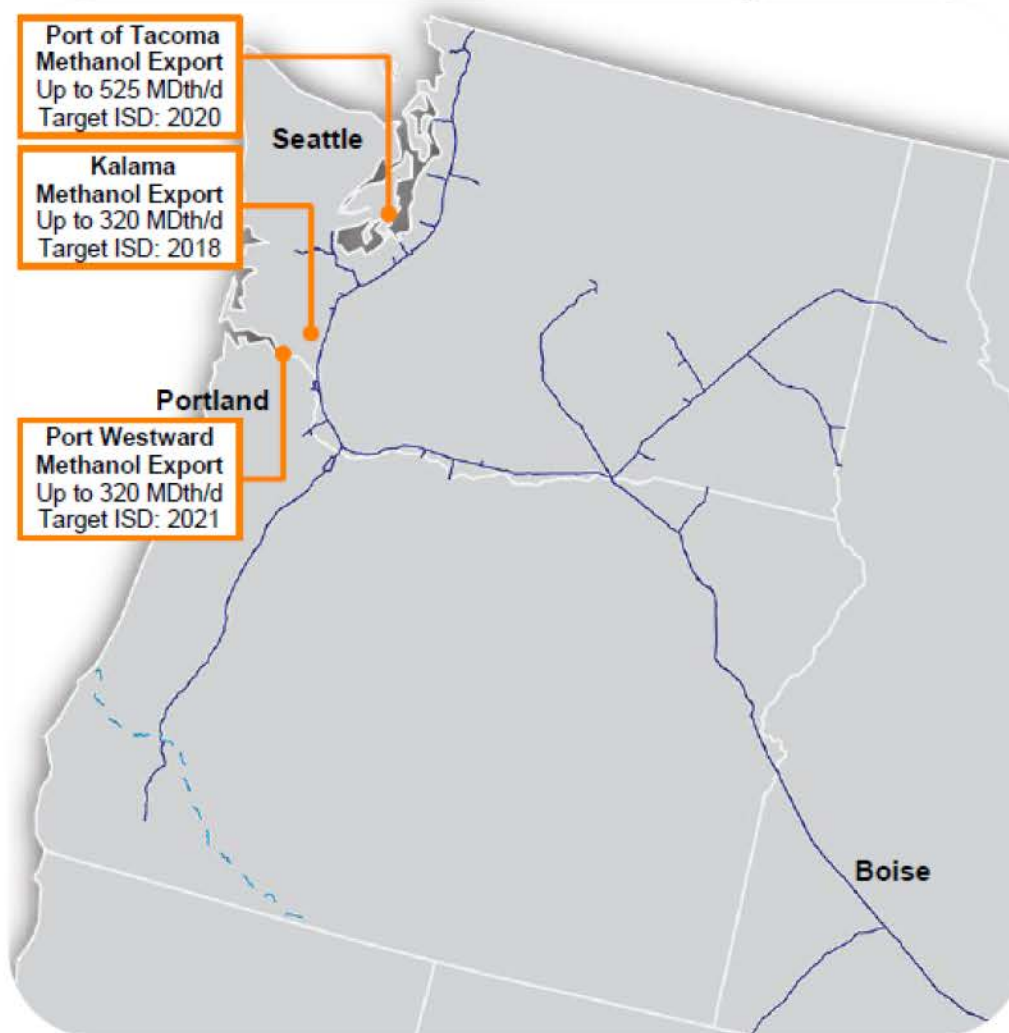 Port of Tacoma
Methanol Export
Up to 525 MDth/d
Target ISD: 2020
Seattle
Kalama
Methanol Export
Up to 320 MDth/d
Target ISD: 2018
Portland
Port Westward
Methanol Export
Up to 320 MDth/d
Target ISD: 2021
Boise